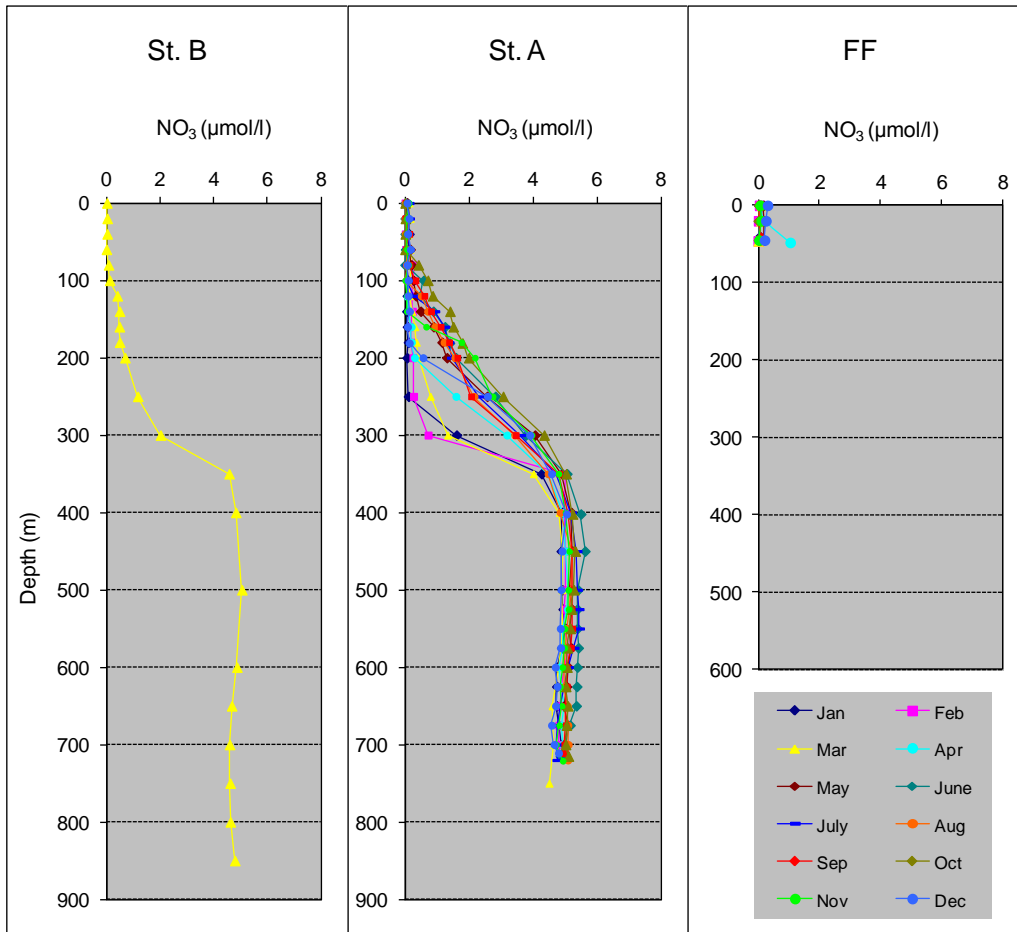 St. B
NO₃ (µmol/l)
0 2 4 6 8
0
100
200
300
400
500
600
700
800
900
Depth (m)
St. A
NO₃ (µmol/l)
0 2 4 6 8
0
100
200
300
400
500
600
700
800
900
FF
NO₃ (µmol/l)
0 2 4 6 8
0
100
200
300
400
500
600
Jan Feb
Mar Apr
May June
July Aug
Sep Oct
Nov Dec